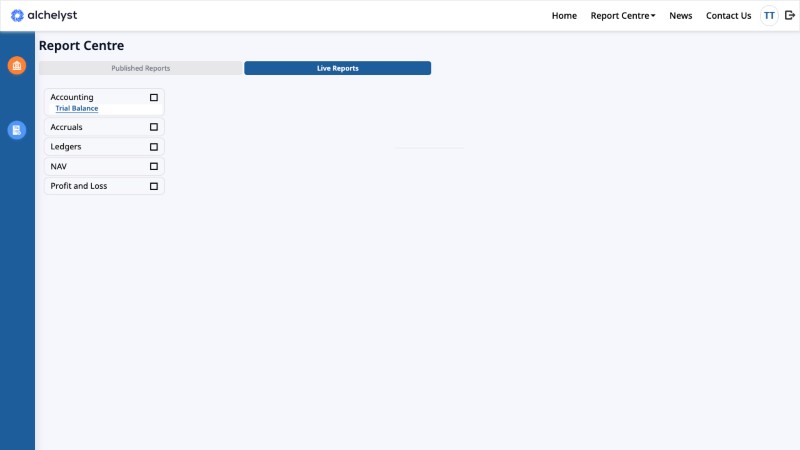 alchelyst
Home Report Centre News Contact Us TT
Report Centre
Published Reports Live Reports
Accounting
Trial Balance
Accruals
Ledgers
NAV
Profit and Loss